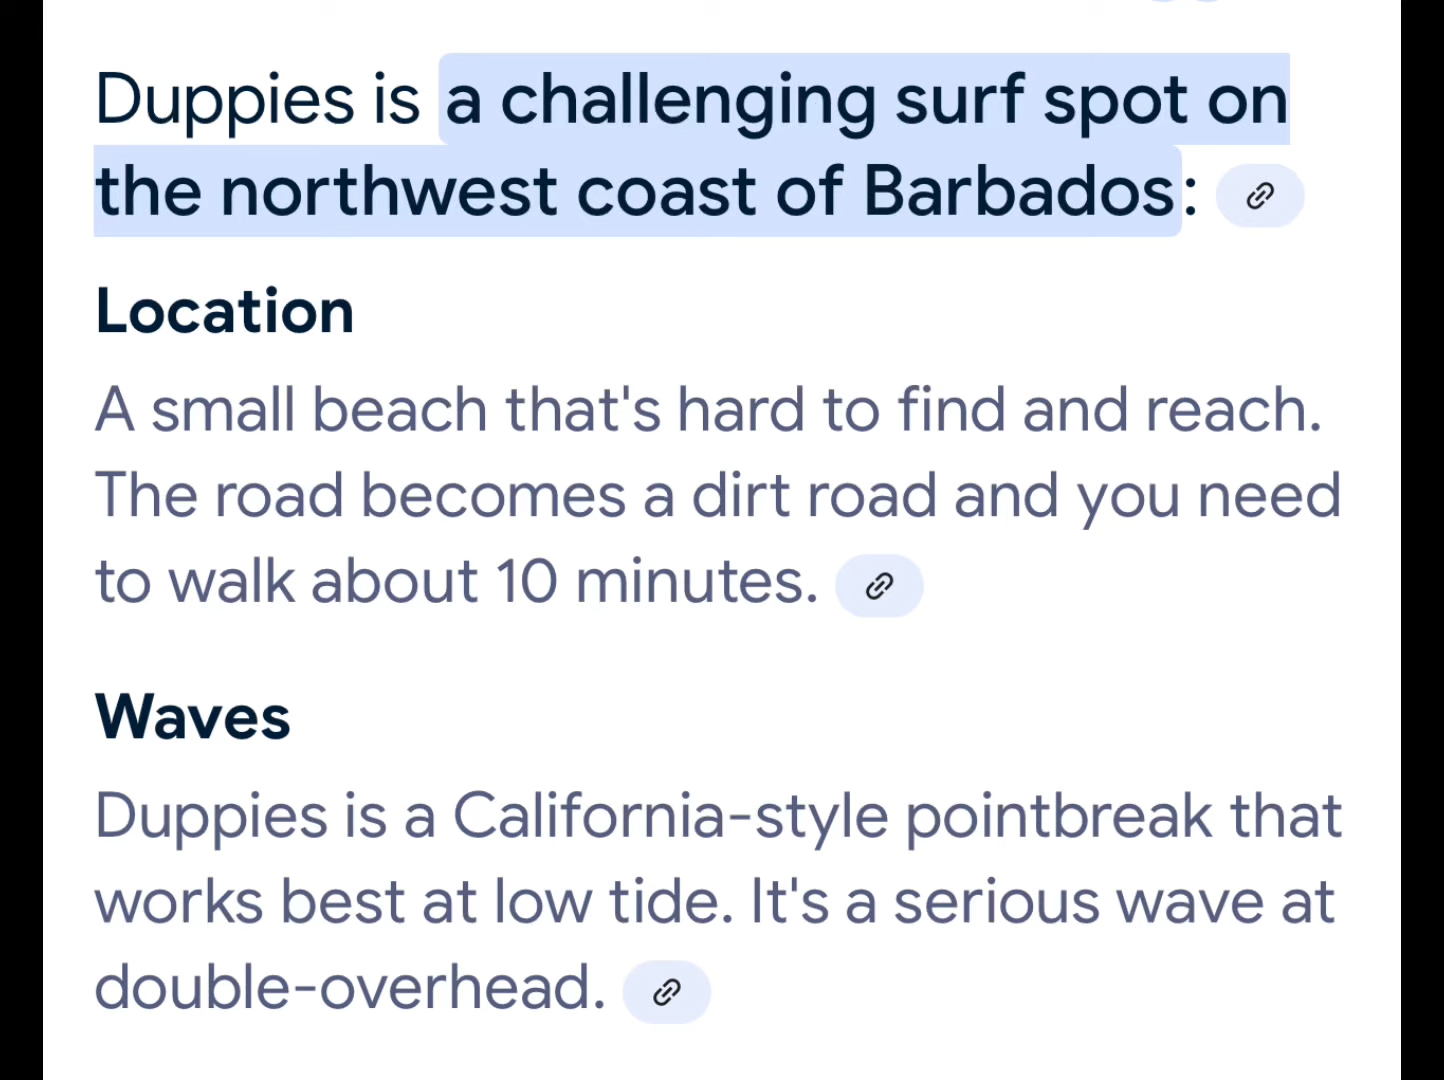 Duppies is a challenging surf spot on
the northwest coast of Barbados:
Location
A small beach that's hard to find and reach.
The road becomes a dirt road and you need
to walk about 10 minutes.
Waves
Duppies is a California-style pointbreak that
works best at low tide. It's a serious wave at
double-overhead.